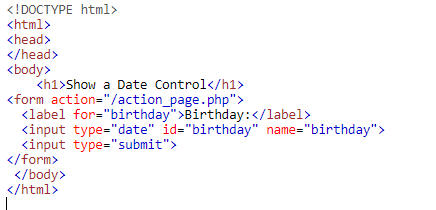 <!DOCTYPE html>
<html>
<head>
</head>
<body>
    <h1>Show a Date Control</h1>
<form action="/action_page.php">
  <label for="birthday">Birthday:</label>
  <input type="date" id="birthday" name="birthday">
  <input type="submit">
</form>
 </body>
</html>